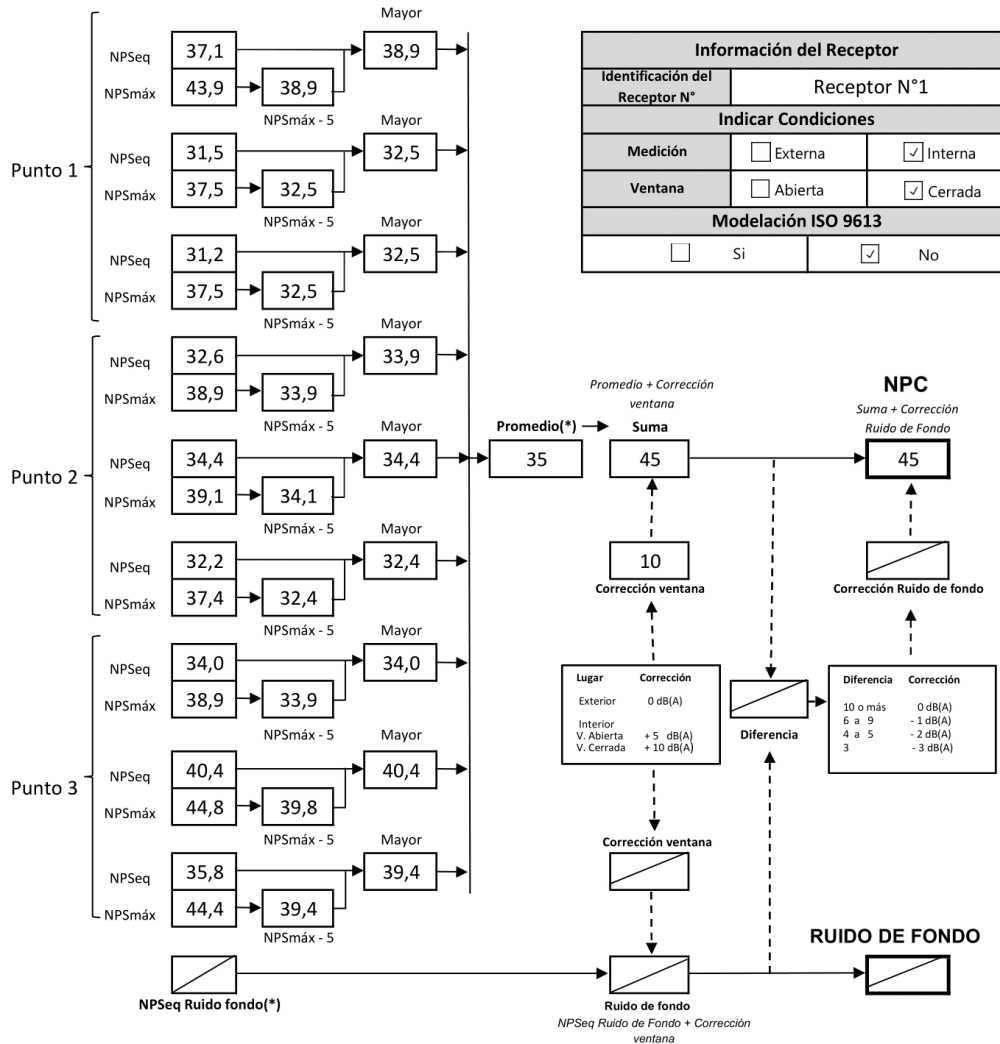 Mayor
NPSeq 37,1 38,9
NPSmáx 43,9 38,9
NPSmáx - 5
Punto 1
Mayor
NPSeq 31,5 32,5
NPSmáx 37,5 32,5
NPSmáx - 5
Mayor
NPSeq 31,2 32,5
NPSmáx 37,5 32,5
NPSmáx - 5
Punto 2
Mayor
NPSeq 32,6 33,9
NPSmáx 38,9 33,9
NPSmáx - 5
Mayor
NPSeq 34,4 34,4
NPSmáx 39,1 34,1
NPSmáx - 5
Mayor
NPSeq 32,2 32,4
NPSmáx 37,4 32,4
NPSmáx - 5
Punto 3
Mayor
NPSeq 34,0 34,0
NPSmáx 38,9 33,9
NPSmáx - 5
Mayor
NPSeq 40,4 40,4
NPSmáx 44,8 39,8
NPSmáx - 5
Mayor
NPSeq 35,8 39,4
NPSmáx 44,4 39,4
NPSmáx - 5
NPSeq Ruido fondo(*)
Información del Receptor
Identificación del
Receptor N°
Receptor N°1
Indicar Condiciones
Medición Externa ✓ Interna
Ventana Abierta ✓ Cerrada
Modelación ISO 9613
Si ✓ No
Promedio(*)
35
Promedio + Corrección
ventana
Suma
45
10
Corrección ventana
NPC
Suma + Corrección
Ruido de Fondo
45
Corrección Ruido de fondo
Lugar Corrección
Exterior 0 dB(A)
Interior
V. Abierta + 5 dB(A)
V. Cerrada + 10 dB(A)
Diferencia
Diferencia Corrección
10 o más 0 dB(A)
6 a 9 - 1 dB(A)
4 a 5 - 2 dB(A)
3 - 3 dB(A)
Corrección ventana
Ruido de fondo
NPSeq Ruido de Fondo + Corrección
ventana
RUIDO DE FONDO